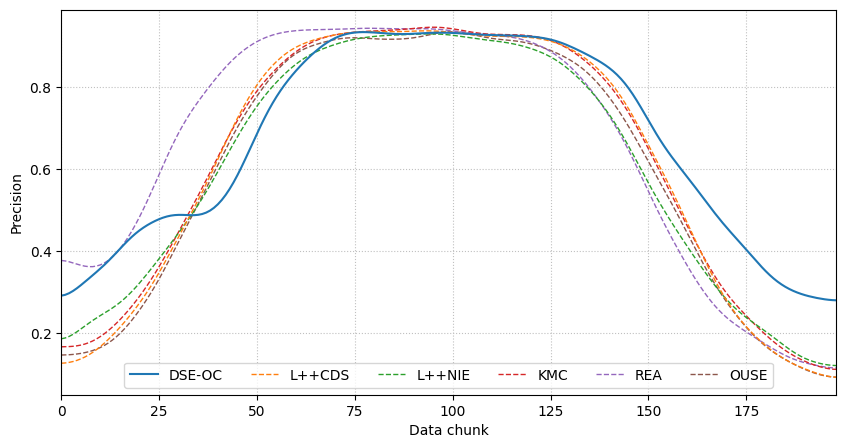 Precision
0.8
0.6
0.4
0.2
DSE-OC L++CDS L++NIE KMC REA OUSE
0 25 50 75 100 125 150 175
Data chunk